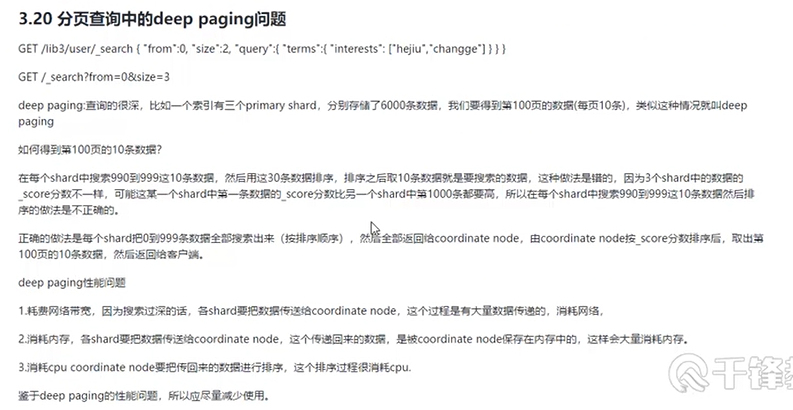 3.20 分页查询中的deep paging问题
GET /lib3/user/_search { "from":0, "size":2, "query":{ "terms":{ "interests": ["hejiu","changge"] } } }
GET /_search?from=0&size=3
deep paging:查询的很深，比如一个索引有三个primary shard，分别存储了6000条数据，我们要得到第100页的数据(每页10条)，类似这种情况就叫deep
paging
如何得到第100页的10条数据？
在每个shard中搜索990到999这10条数据，然后用这30条数据排序，排序之后取10条数据就是要搜索的数据，这种做法是错的，因为3个shard中的数据的
_score分数不一样，可能这某一个shard中第一条数据的_score分数比另一个shard中第1000条都要高，所以在每个shard中搜索990到999这10条数据然后排
序的做法是不正确的。
正确的做法是每个shard把0到999条数据全部搜索出来（按排序顺序），然后全部返回给coordinate node，由coordinate node按_score分数排序后，取出第
100页的10条数据，然后返回给客户端。
deep paging性能问题
1.耗费网络带宽，因为搜索过深的话，各shard要把数据传送给coordinate node，这个过程是有大量数据传递的，消耗网络，
2.消耗内存，各shard要把数据传送给coordinate node，这个传递回来的数据，是被coordinate node保存在内存中的，这样会大量消耗内存。
3.消耗cpu coordinate node要把传回来的数据进行排序，这个排序过程很消耗cpu.
鉴于deep paging的性能问题，所以应尽量减少使用。
千锋